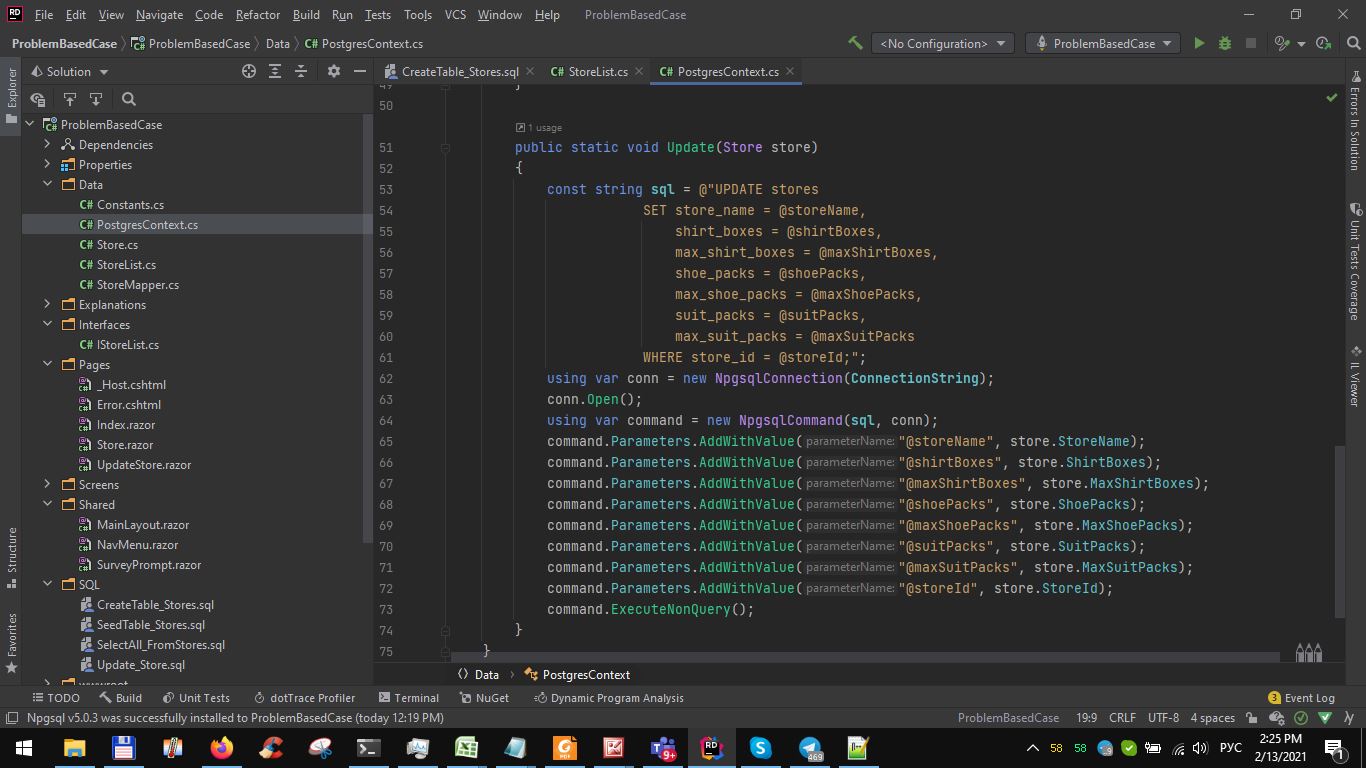 RD File Edit View Navigate Code Refactor Build Run Tests Tools VCS Window Help ProblemBasedCase
ProblemBasedCase ProblemBasedCase Data C# PostgresContext.cs <No Configuration> ProblemBasedCase
Explorer
Solution
CreateTable_Stores.sql C# StoreList.cs C# PostgresContext.cs
ProblemBasedCase
Dependencies
Properties
Data
C# Constants.cs
C# PostgresContext.cs
C# Store.cs
C# StoreList.cs
C# StoreMapper.cs
Explanations
Interfaces
C# IStoreList.cs
Pages
_Host.cshtml
Error.cshtml
Index.razor
Store.razor
UpdateStore.razor
Screens
Shared
MainLayout.razor
NavMenu.razor
SurveyPrompt.razor
SQL
CreateTable_Stores.sql
SeedTable_Stores.sql
SelectAll_FromStores.sql
Update_Store.sql
wwwroot
Structure
Favorites
49 }
50
1 usage
51 public static void Update(Store store)
52 {
53 const string sql = @"UPDATE stores
54 SET store_name = @storeName,
55 shirt_boxes = @shirtBoxes,
56 max_shirt_boxes = @maxShirtBoxes,
57 shoe_packs = @shoePacks,
58 max_shoe_packs = @maxShoePacks,
59 suit_packs = @suitPacks,
60 max_suit_packs = @maxSuitPacks
61 WHERE store_id = @storeId;";
62 using var conn = new NpgsqlConnection(ConnectionString);
63 conn.Open();
64 using var command = new NpgsqlCommand(sql, conn);
65 command.Parameters.AddWithValue( parameterName: "@storeName", store.StoreName);
66 command.Parameters.AddWithValue( parameterName: "@shirtBoxes", store.ShirtBoxes);
67 command.Parameters.AddWithValue( parameterName: "@maxShirtBoxes", store.MaxShirtBoxes);
68 command.Parameters.AddWithValue( parameterName: "@shoePacks", store.ShoePacks);
69 command.Parameters.AddWithValue( parameterName: "@maxShoePacks", store.MaxShoePacks);
70 command.Parameters.AddWithValue( parameterName: "@suitPacks", store.SuitPacks);
71 command.Parameters.AddWithValue( parameterName: "@maxSuitPacks", store.MaxSuitPacks);
72 command.Parameters.AddWithValue( parameterName: "@storeId", store.StoreId);
73 command.ExecuteNonQuery();
74 }
75 }
Errors In Solution
Unit Tests Coverage
IL Viewer
Data PostgresContext
TODO Build Unit Tests dotTrace Profiler Terminal NuGet Dynamic Program Analysis 3 Event Log
Npgsql v5.0.3 was successfully installed to ProblemBasedCase (today 12:19 PM) ProblemBasedCase 19:9 CRLF UTF-8 4 spaces
9+ RD 469 58 58 РУС 2:25 PM 1
2/13/2021